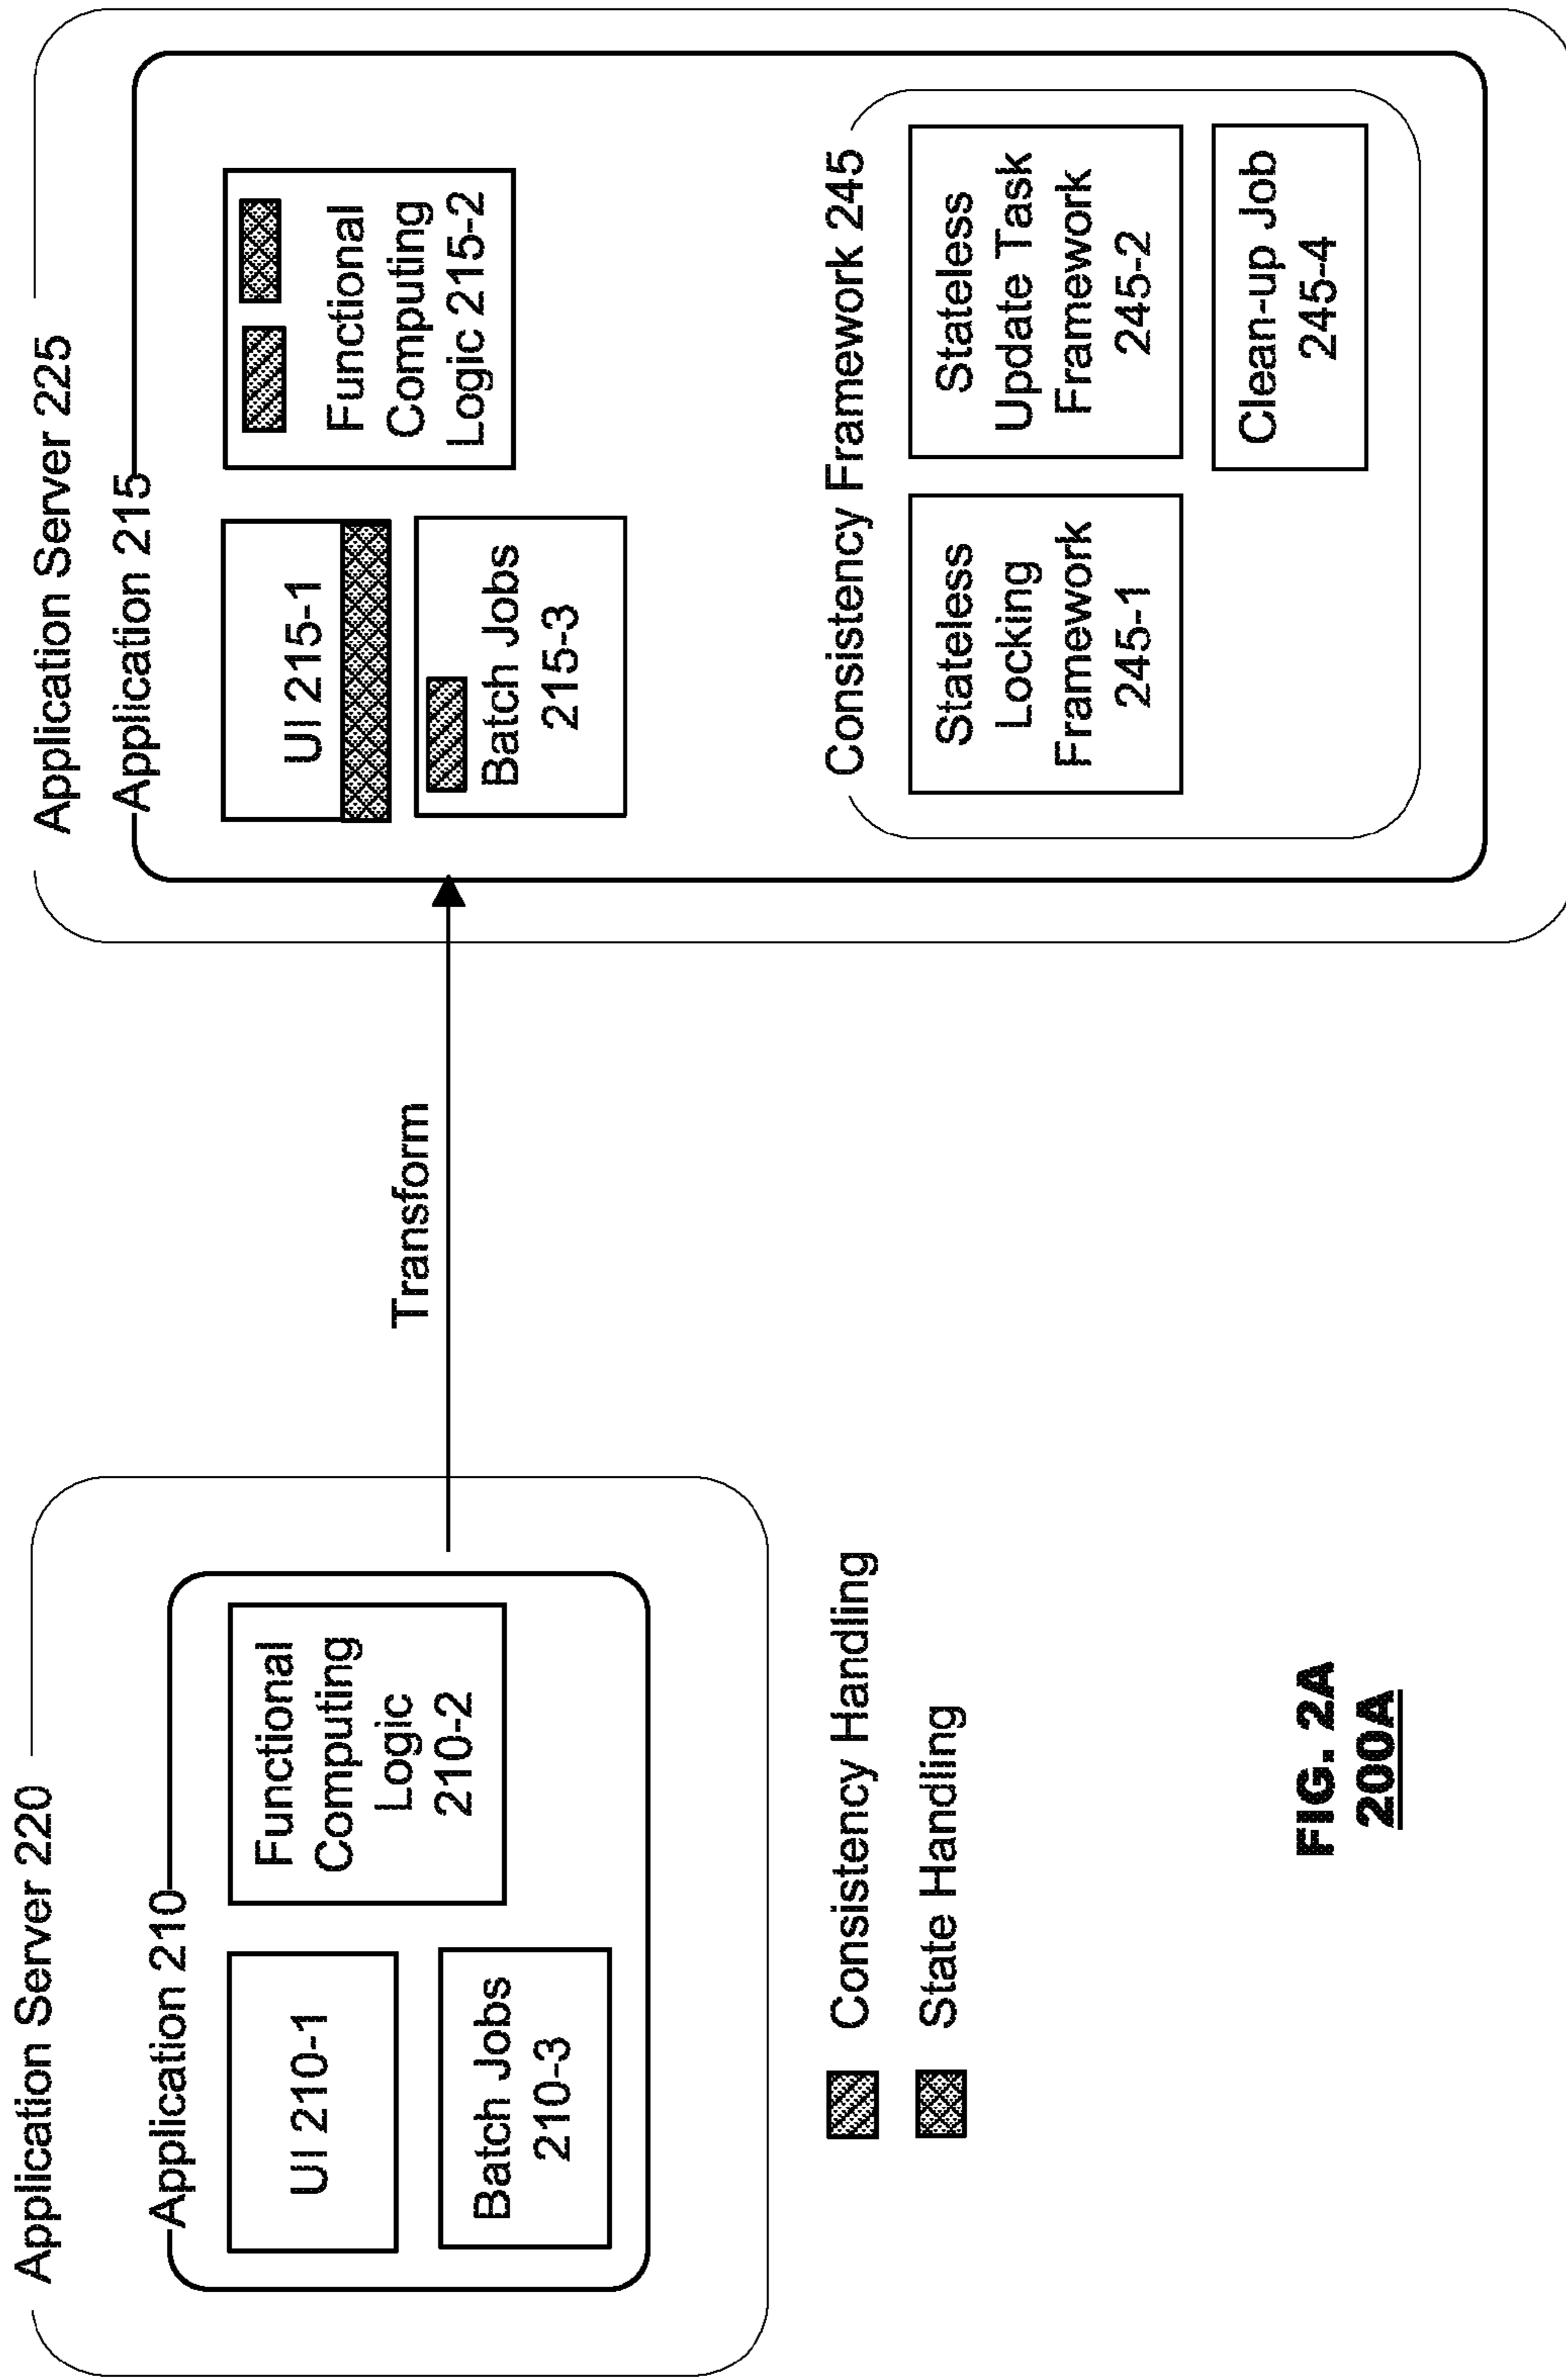 Application Server 220
Application 210
UI 210-1
Functional
Computing
Logic
210-2
Batch Jobs
210-3
Transform
Application Server 225
Application 215
UI 215-1
Functional
Computing
Logic 215-2
Batch Jobs
215-3
Consistency Framework 245
Stateless
Locking
Framework
245-1
Stateless
Update Task
Framework
245-2
Clean-up Job
245-4
Consistency Handling
State Handling
FIG. 2A
200A